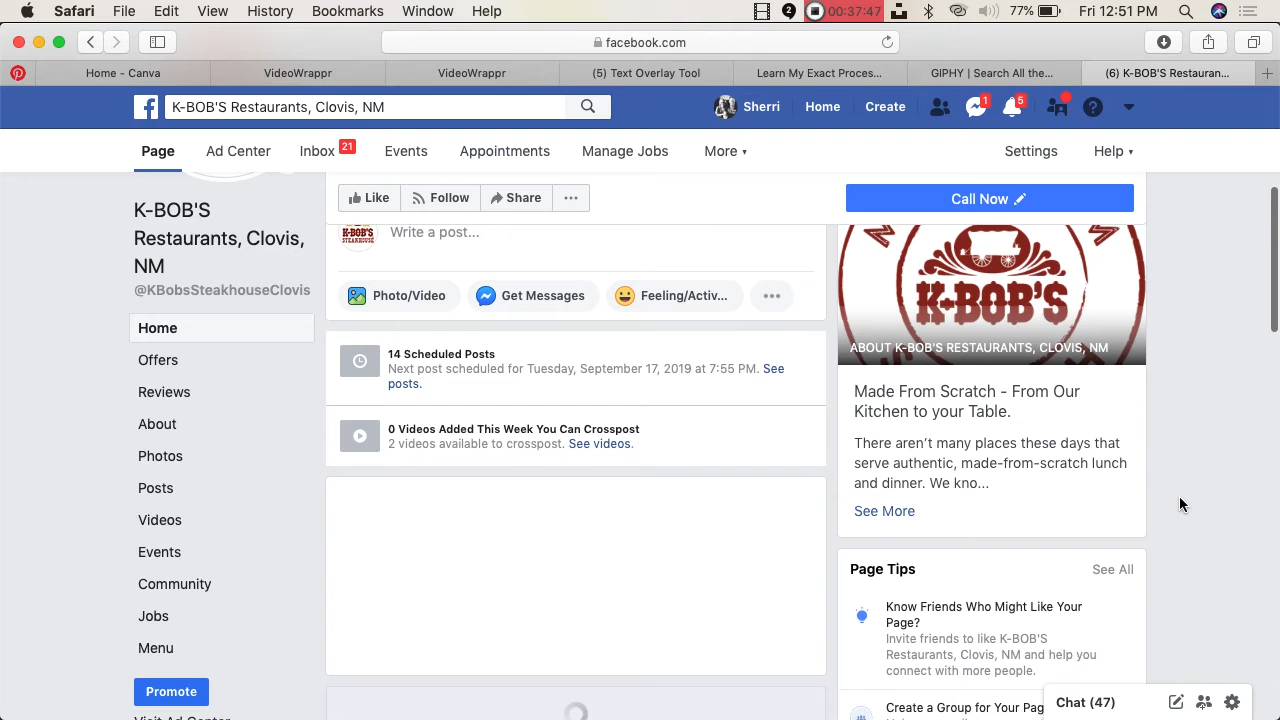 Safari File Edit View History Bookmarks Window Help
2 00:37:47 77% Fri 12:51 PM
facebook.com
Home - Canva
VideoWrappr
VideoWrappr
(5) Text Overlay Tool
Learn My Exact Proces...
GIPHY | Search All the...
(6) K-BOB'S Restauran...
K-BOB'S Restaurants, Clovis, NM
Sherri Home Create 1 5
Page Ad Center Inbox 21 Events Appointments Manage Jobs More Settings Help
Like Follow Share ... Call Now
K-BOB'S
Restaurants, Clovis,
NM
@KBobsSteakhouseClovis
Home
Offers
Reviews
About
Photos
Posts
Videos
Events
Community
Jobs
Menu
Promote
K-BOB'S
STEAKHOUSE
Write a post...
Photo/Video Get Messages Feeling/Activ... ...
14 Scheduled Posts
Next post scheduled for Tuesday, September 17, 2019 at 7:55 PM. See
posts.
0 Videos Added This Week You Can Crosspost
2 videos available to crosspost. See videos.
K-BOB'S
ABOUT K-BOB'S RESTAURANTS, CLOVIS, NM
Made From Scratch - From Our
Kitchen to your Table.
There aren't many places these days that
serve authentic, made-from-scratch lunch
and dinner. We kno...
See More
Page Tips See All
Know Friends Who Might Like Your
Page?
Invite friends to like K-BOB'S
Restaurants, Clovis, NM and help you
connect with more people.
Create a Group for Your Pag
Chat (47)